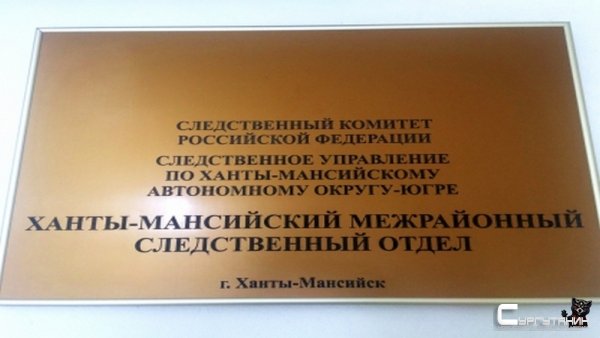 СЛЕДСТВЕННЫЙ КОМИТЕТ
РОССИЙСКОЙ ФЕДЕРАЦИИ
СЛЕДСТВЕННОЕ УПРАВЛЕНИЕ
ПО ХАНТЫ-МАНСИЙСКОМУ
АВТОНОМНОМУ ОКРУГУ-ЮГРЕ
ХАНТЫ-МАНСИЙСКИЙ МЕЖРАЙОННЫЙ
СЛЕДСТВЕННЫЙ ОТДЕЛ
г. Ханты-Мансийск
Сургутянин